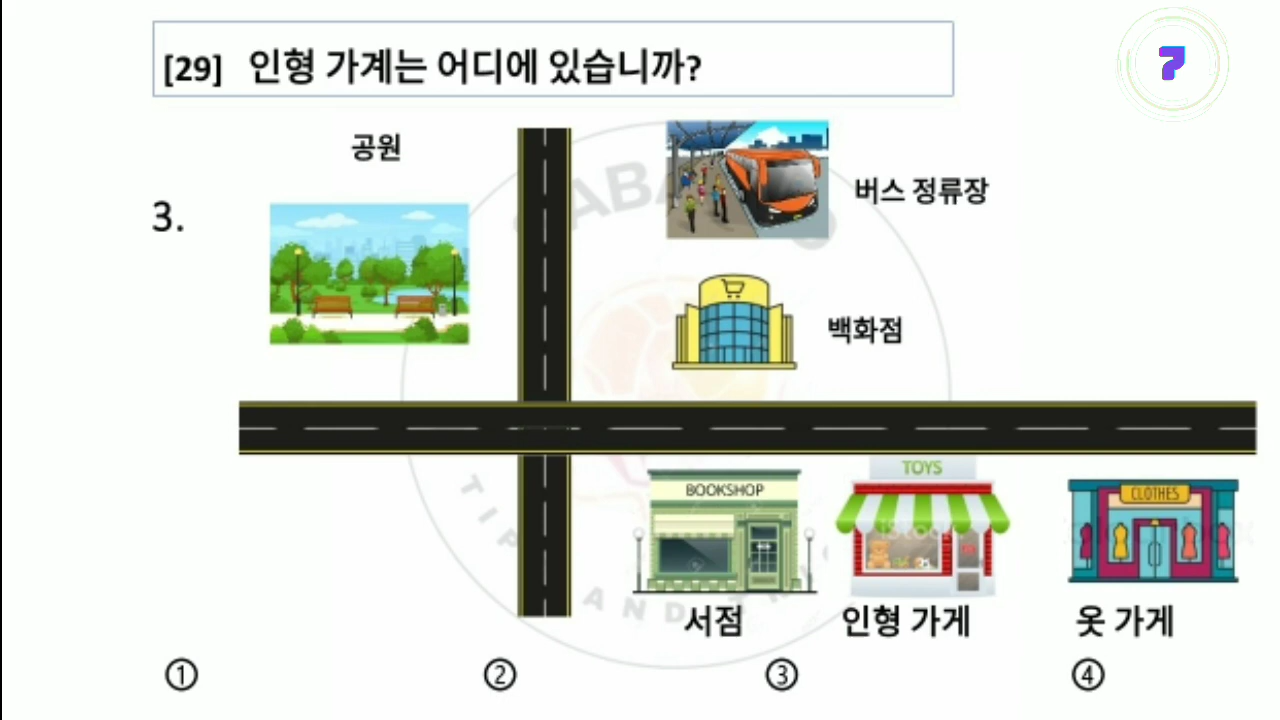 [29] 인형 가계는 어디에 있습니까?
7
공원
버스 정류장
3.
백화점
TOYS
BOOKSHOP
CLOTHES
서점
인형 가게
옷 가게
①
②
③
④